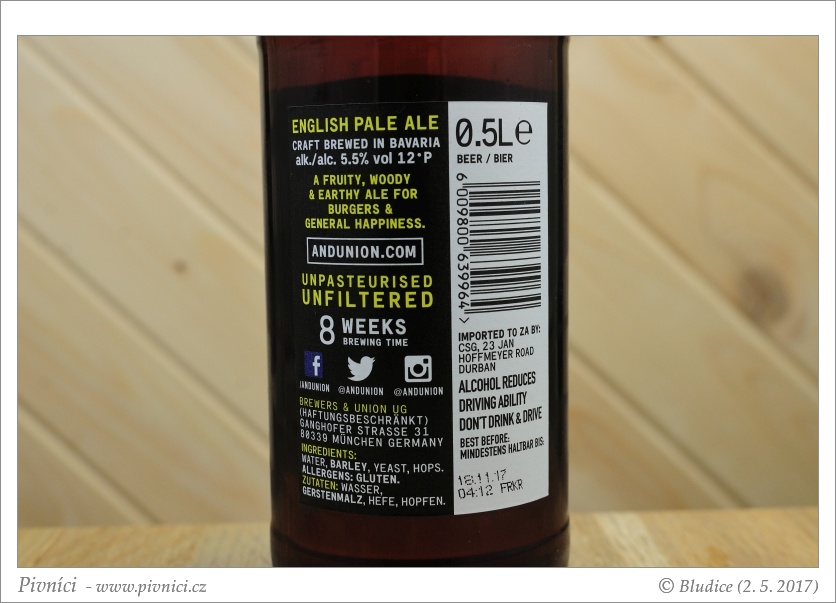 ENGLISH PALE ALE
CRAFT BREWED IN BAVARIA
alk./alc. 5.5% vol 12°P
A FRUITY, WOODY
& EARTHY ALE FOR
BURGERS &
GENERAL HAPPINESS.
ANDUNION.COM
UNPASTEURISED
UNFILTERED
8 WEEKS
BREWING TIME
/ANDUNION @ANDUNION @ANDUNION
BREWERS & UNION UG
(HAFTUNGSBESCHRÄNKT)
GANGHOFER STRASSE 31
80339 MÜNCHEN GERMANY
INGREDIENTS:
WATER, BARLEY, YEAST, HOPS.
ALLERGENS: GLUTEN.
ZUTATEN: WASSER,
GERSTENMALZ, HEFE, HOPFEN.
0.5L e
BEER / BIER
6 009800 639964 >
IMPORTED TO ZA BY:
CSG, 23 JAN
HOFFMEYER ROAD
DURBAN
ALCOHOL REDUCES
DRIVING ABILITY
DON'T DRINK & DRIVE
BEST BEFORE:
MINDESTENS HALTBAR BIS:
18.11.17
04:12 FRKR
Pivníci - www.pivnici.cz
© Bludice (2. 5. 2017)